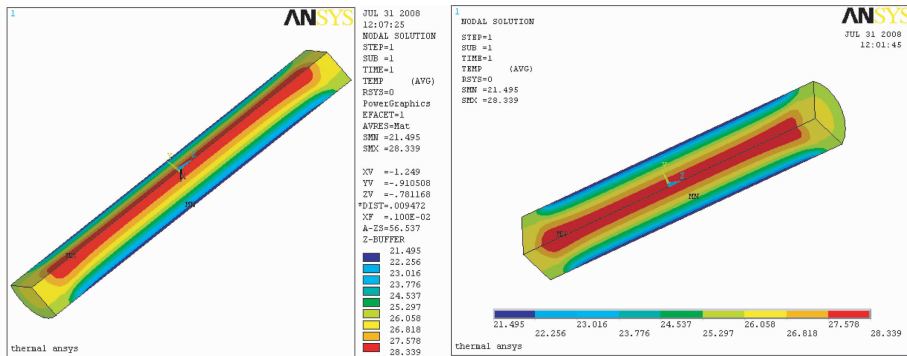 1
ANSYS
JUL 31 2008
12:07:25
NODAL SOLUTION
STEP=1
SUB =1
TIME=1
TEMP (AVG)
RSYS=0
PowerGraphics
EFACET=1
AVRES=Mat
SMN =21.495
SMX =28.339
XV =-1.249
YV =-.910508
ZV =-.781168
*DIST=.009472
XF =.100E-02
A-ZS=56.537
Z-BUFFER
21.495
22.256
23.016
23.776
24.537
25.297
26.058
26.818
27.578
28.339
MN
thermal ansys
1
ANSYS
NODAL SOLUTION
STEP=1
SUB =1
TIME=1
TEMP (AVG)
RSYS=0
SMN =21.495
SMX =28.339
JUL 31 2008
12:01:45
MN
21.495 23.016 24.537 26.058 27.578
22.256 23.776 25.297 26.818 28.339
thermal ansys